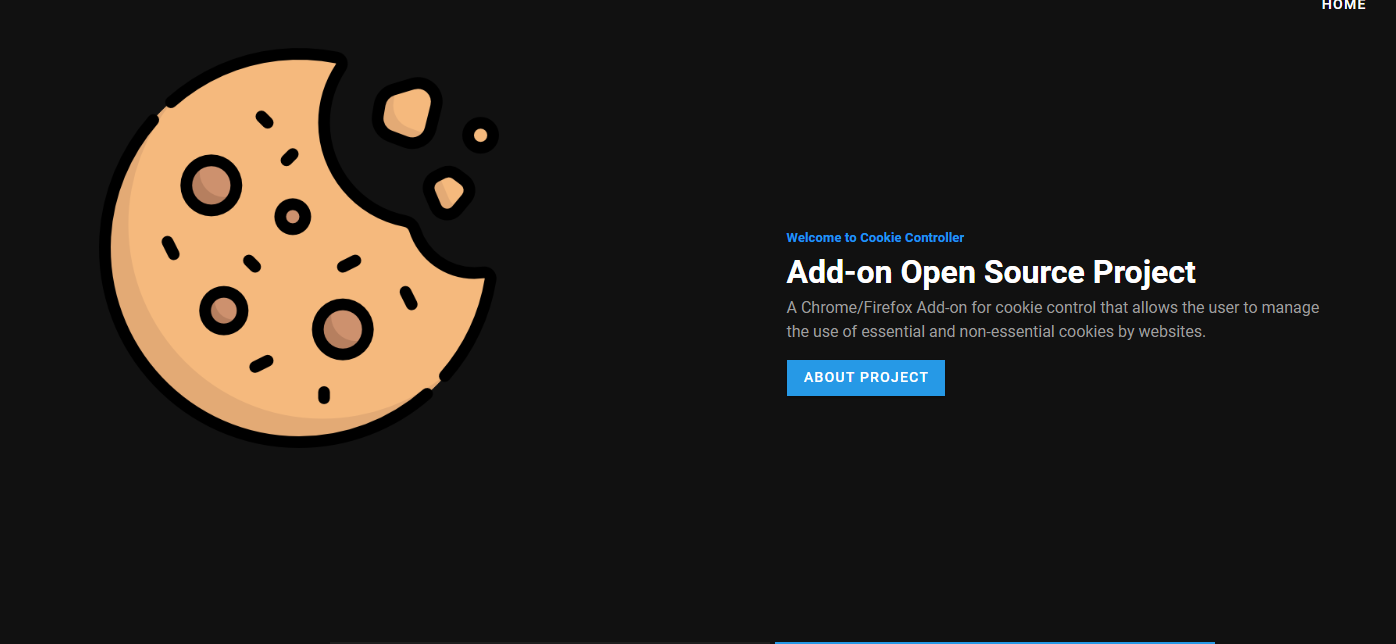 HOME
Welcome to Cookie Controller
Add-on Open Source Project
A Chrome/Firefox Add-on for cookie control that allows the user to manage
the use of essential and non-essential cookies by websites.
ABOUT PROJECT